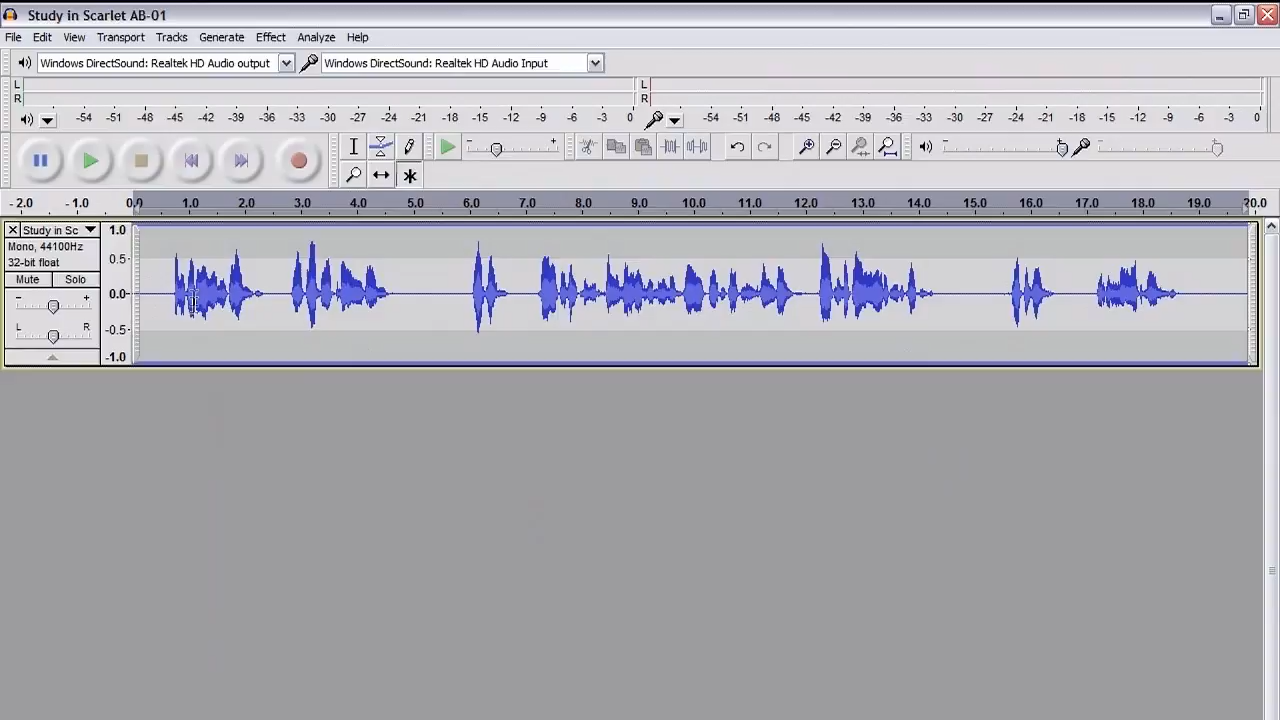 Study in Scarlet AB-01
File Edit View Transport Tracks Generate Effect Analyze Help
Windows DirectSound: Realtek HD Audio output Windows DirectSound: Realtek HD Audio Input
L L
R R
-54 -51 -48 -45 -42 -39 -36 -33 -30 -27 -24 -21 -18 -15 -12 -9 -6 -3 0 -54 -51 -48 -45 -42 -39 -36 -33 -30 -27 -24 -21 -18 -15 -12 -9 -6 -3 0
- + - + - +
-2.0 -1.0 0.0 1.0 2.0 3.0 4.0 5.0 6.0 7.0 8.0 9.0 10.0 11.0 12.0 13.0 14.0 15.0 16.0 17.0 18.0 19.0 20.0
Study in Sc 1.0
Mono, 44100Hz
32-bit float 0.5
Mute Solo
- + 0.0
L R -0.5
-1.0